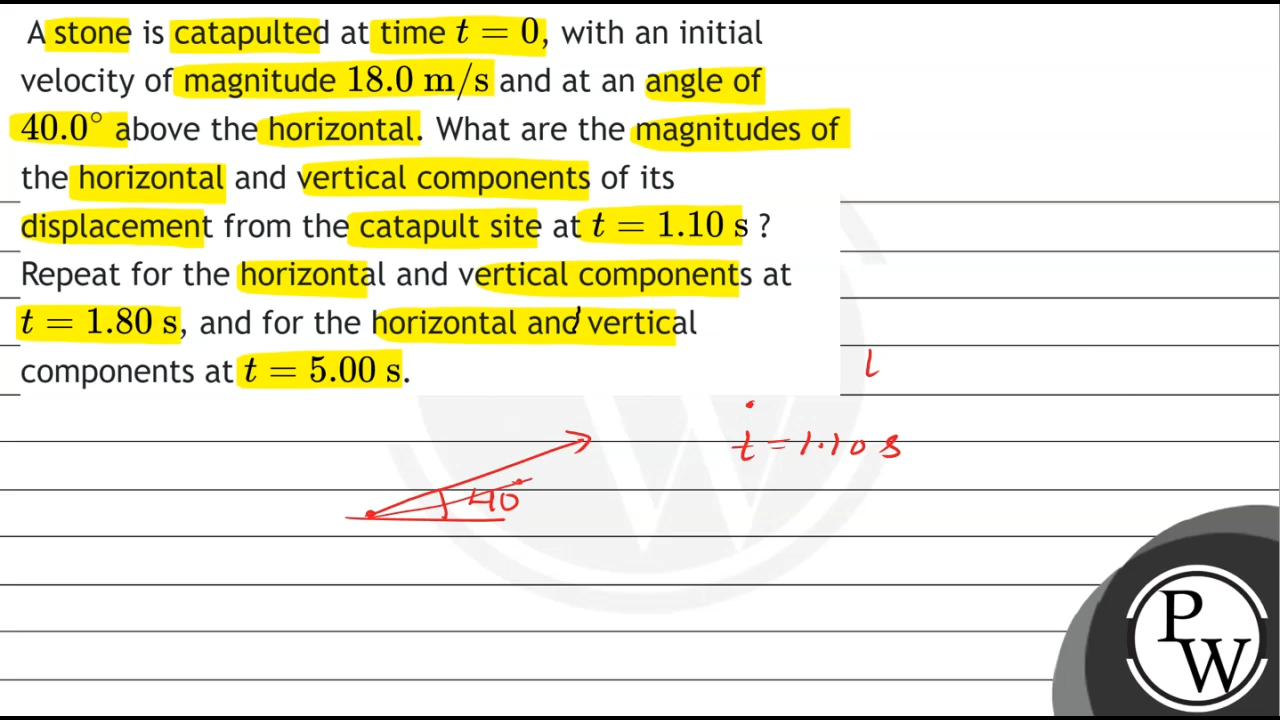 A stone is catapulted at time t = 0, with an initial
velocity of magnitude 18.0 m/s and at an angle of
40.0° above the horizontal. What are the magnitudes of
the horizontal and vertical components of its
displacement from the catapult site at t = 1.10 s ?
Repeat for the horizontal and vertical components at
t = 1.80 s, and for the horizontal and vertical
components at t = 5.00 s.
t = 1.10 s
40
P
W